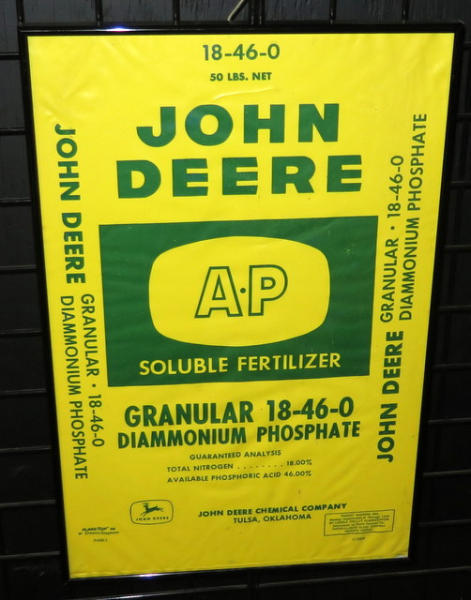 18-46-0
50 LBS. NET
JOHN
DEERE
A·P
SOLUBLE FERTILIZER
GRANULAR 18-46-0
DIAMMONIUM PHOSPHATE
GUARANTEED ANALYSIS
TOTAL NITROGEN . . . . . . . . 18.00%
AVAILABLE PHOSPHORIC ACID 46.00%
JOHN DEERE
JOHN DEERE CHEMICAL COMPANY
TULSA, OKLAHOMA
JOHN DEERE
GRANULAR · 18-46-0
DIAMMONIUM PHOSPHATE
JOHN DEERE
GRANULAR · 18-46-0
DIAMMONIUM PHOSPHATE